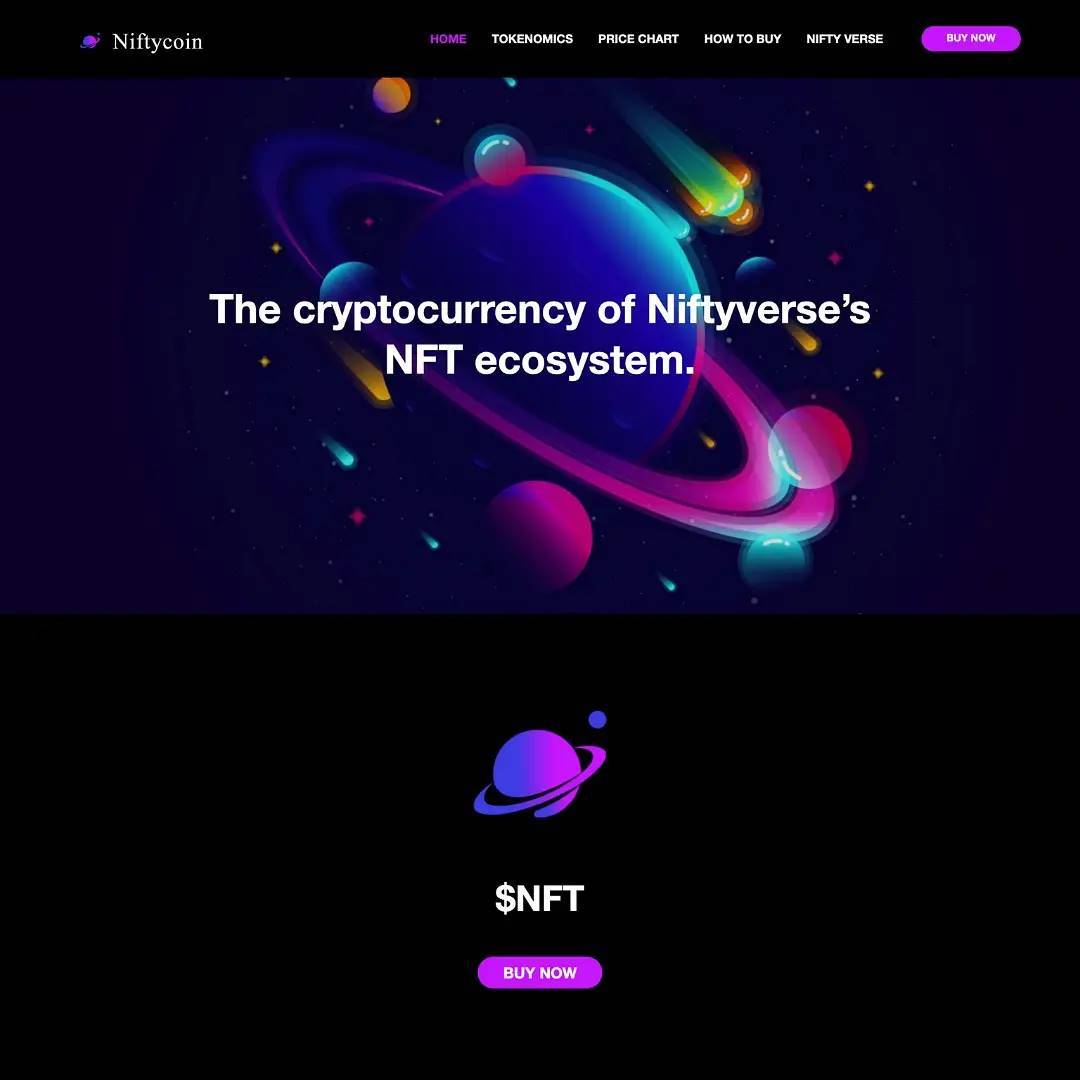 Niftycoin
HOME TOKENOMICS PRICE CHART HOW TO BUY NIFTY VERSE BUY NOW
The cryptocurrency of Niftyverse’s
NFT ecosystem.
$NFT
BUY NOW